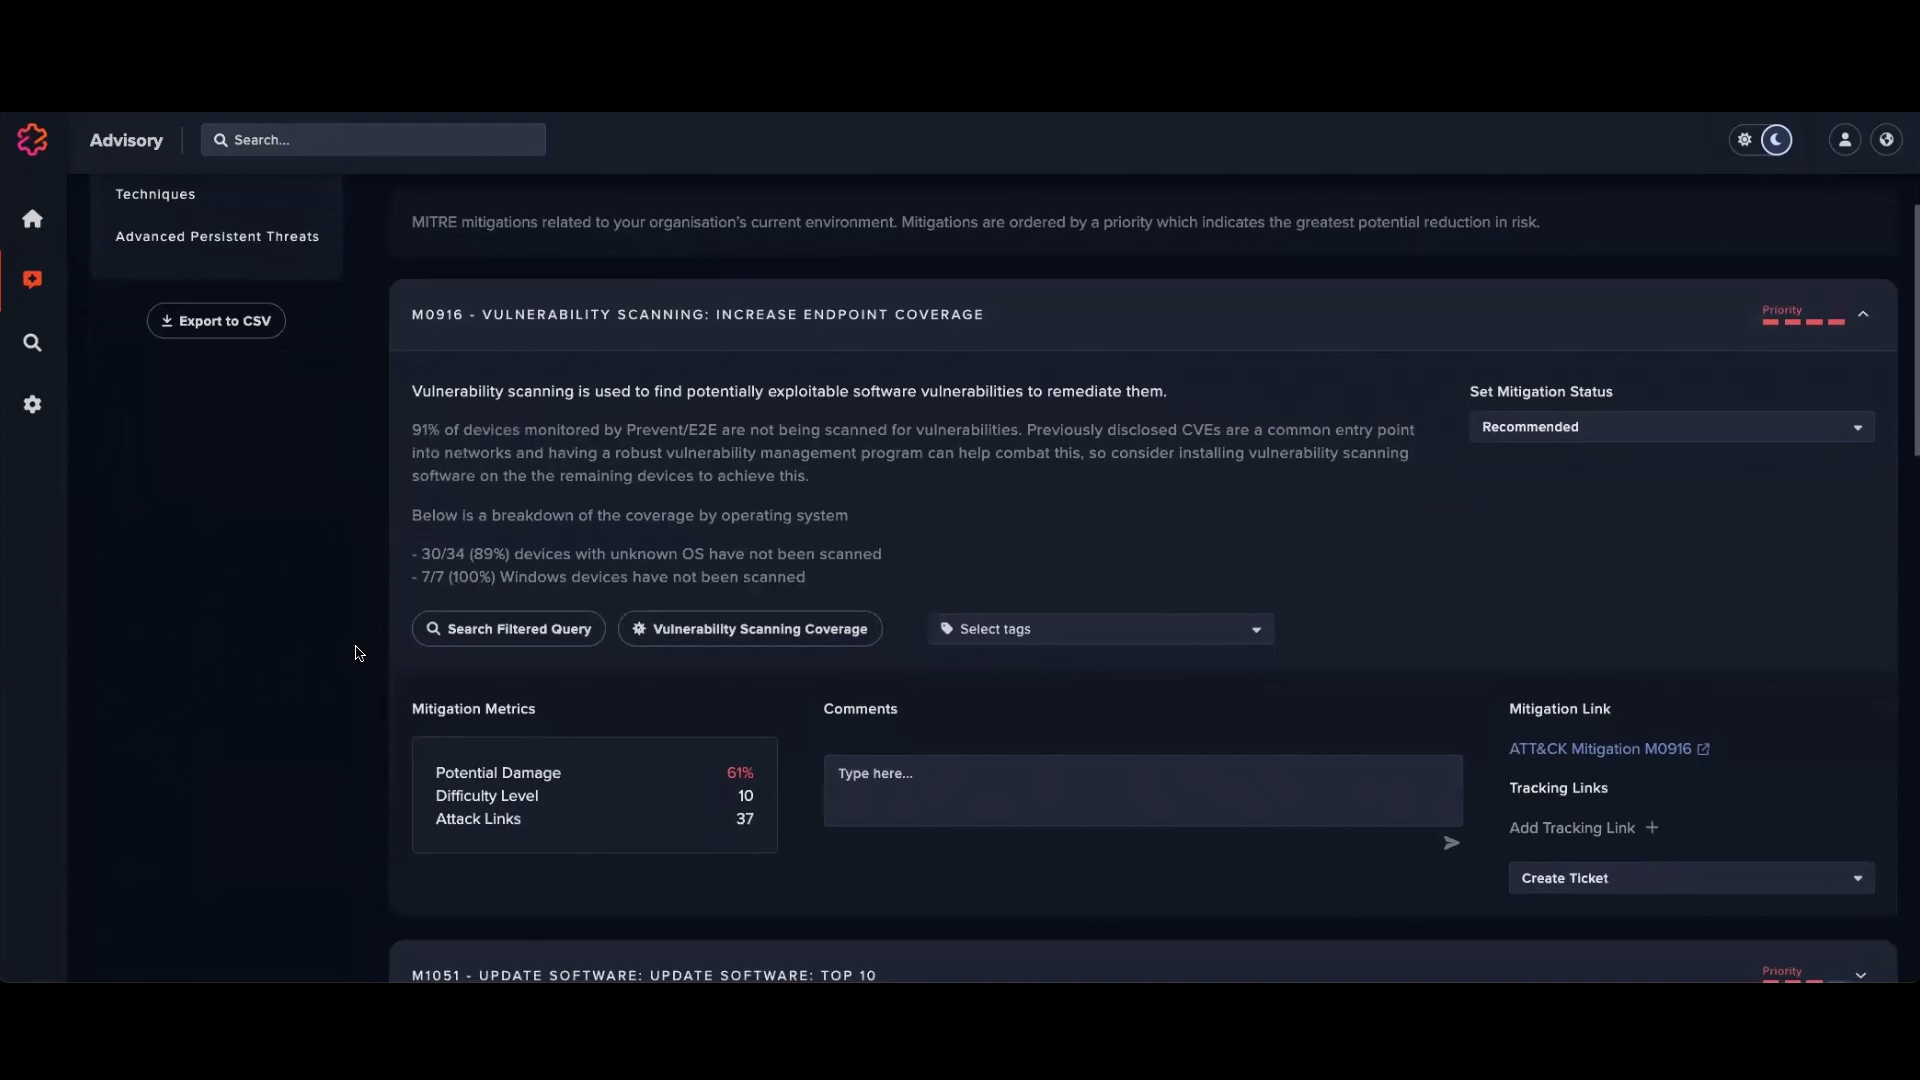 Advisory
Search...
Techniques
Advanced Persistent Threats
Export to CSV
MITRE mitigations related to your organisation's current environment. Mitigations are ordered by a priority which indicates the greatest potential reduction in risk.
M0916 - VULNERABILITY SCANNING: INCREASE ENDPOINT COVERAGE
Priority
Vulnerability scanning is used to find potentially exploitable software vulnerabilities to remediate them.
91% of devices monitored by Prevent/E2E are not being scanned for vulnerabilities. Previously disclosed CVEs are a common entry point
into networks and having a robust vulnerability management program can help combat this, so consider installing vulnerability scanning
software on the the remaining devices to achieve this.
Below is a breakdown of the coverage by operating system
- 30/34 (89%) devices with unknown OS have not been scanned
- 7/7 (100%) Windows devices have not been scanned
Set Mitigation Status
Recommended
Search Filtered Query
Vulnerability Scanning Coverage
Select tags
Mitigation Metrics
Potential Damage 61%
Difficulty Level 10
Attack Links 37
Comments
Type here...
Mitigation Link
ATT&CK Mitigation M0916
Tracking Links
Add Tracking Link +
Create Ticket
M1051 - UPDATE SOFTWARE: UPDATE SOFTWARE: TOP 10
Priority